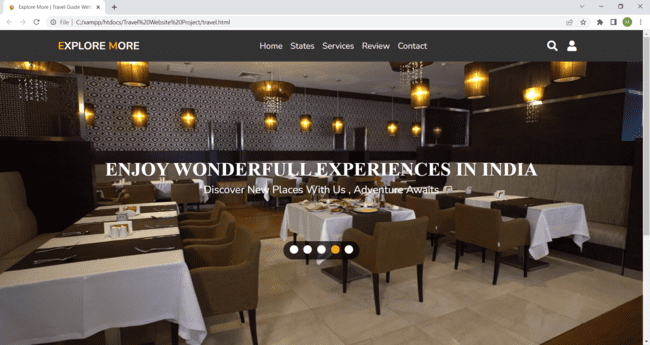 Explore More | Travel Guide Web
File | C:/xampp/htdocs/Travel%20Website%20Project/travel.html
EXPLORE MORE
Home States Services Review Contact
ENJOY WONDERFULL EXPERIENCES IN INDIA
Discover New Places With Us , Adventure Awaits